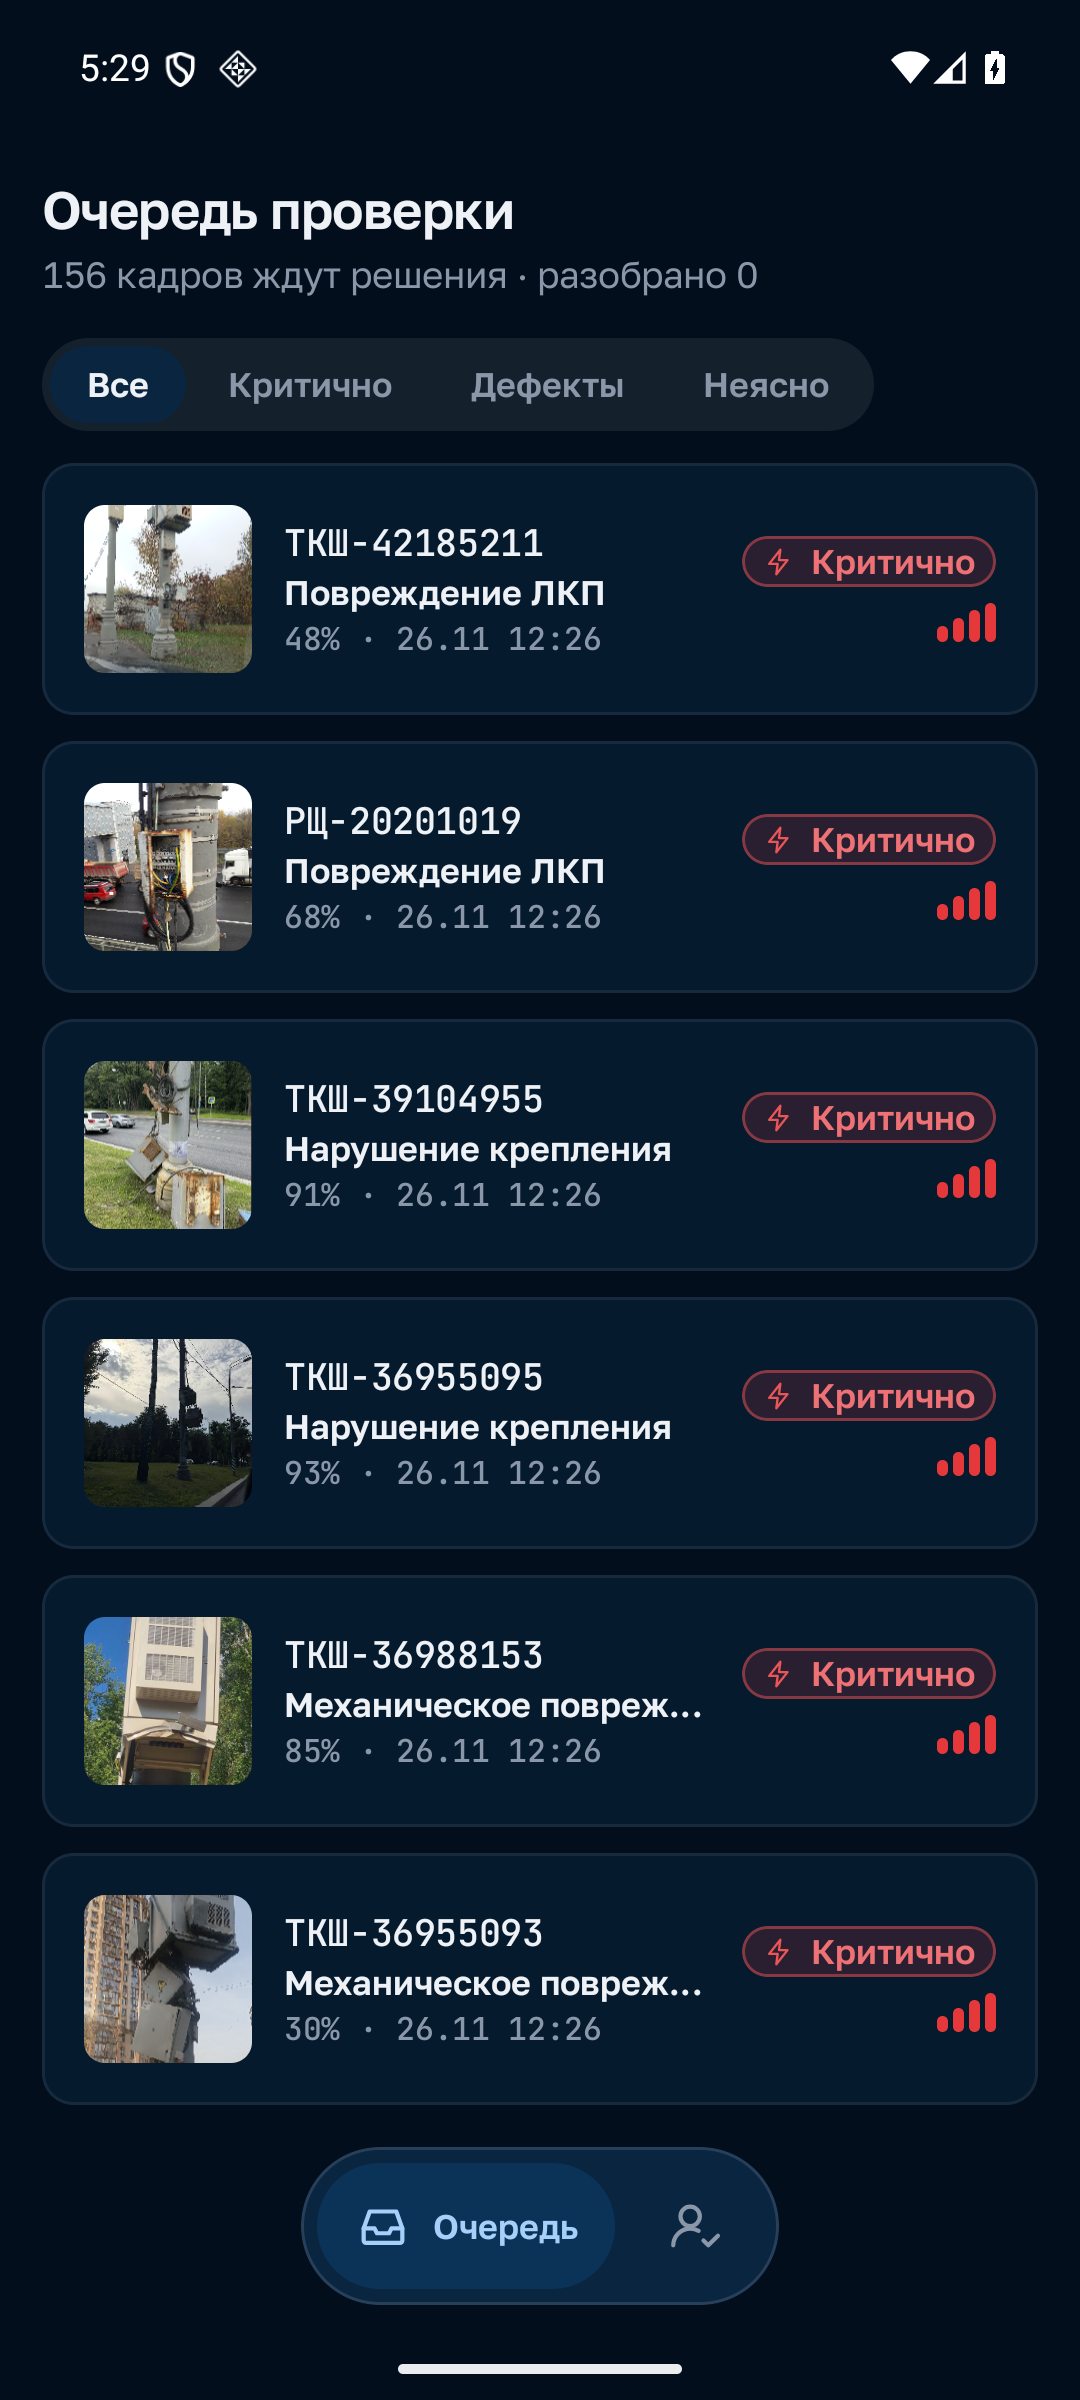 5:29
Очередь проверки
156 кадров ждут решения · разобрано 0
Все Критично Дефекты Неясно
ТКШ-42185211
Повреждение ЛКП
48% · 26.11 12:26
Критично
РЩ-20201019
Повреждение ЛКП
68% · 26.11 12:26
Критично
ТКШ-39104955
Нарушение крепления
91% · 26.11 12:26
Критично
ТКШ-36955095
Нарушение крепления
93% · 26.11 12:26
Критично
ТКШ-36988153
Механическое повреж...
85% · 26.11 12:26
Критично
ТКШ-36955093
Механическое повреж...
30% · 26.11 12:26
Критично
Очередь